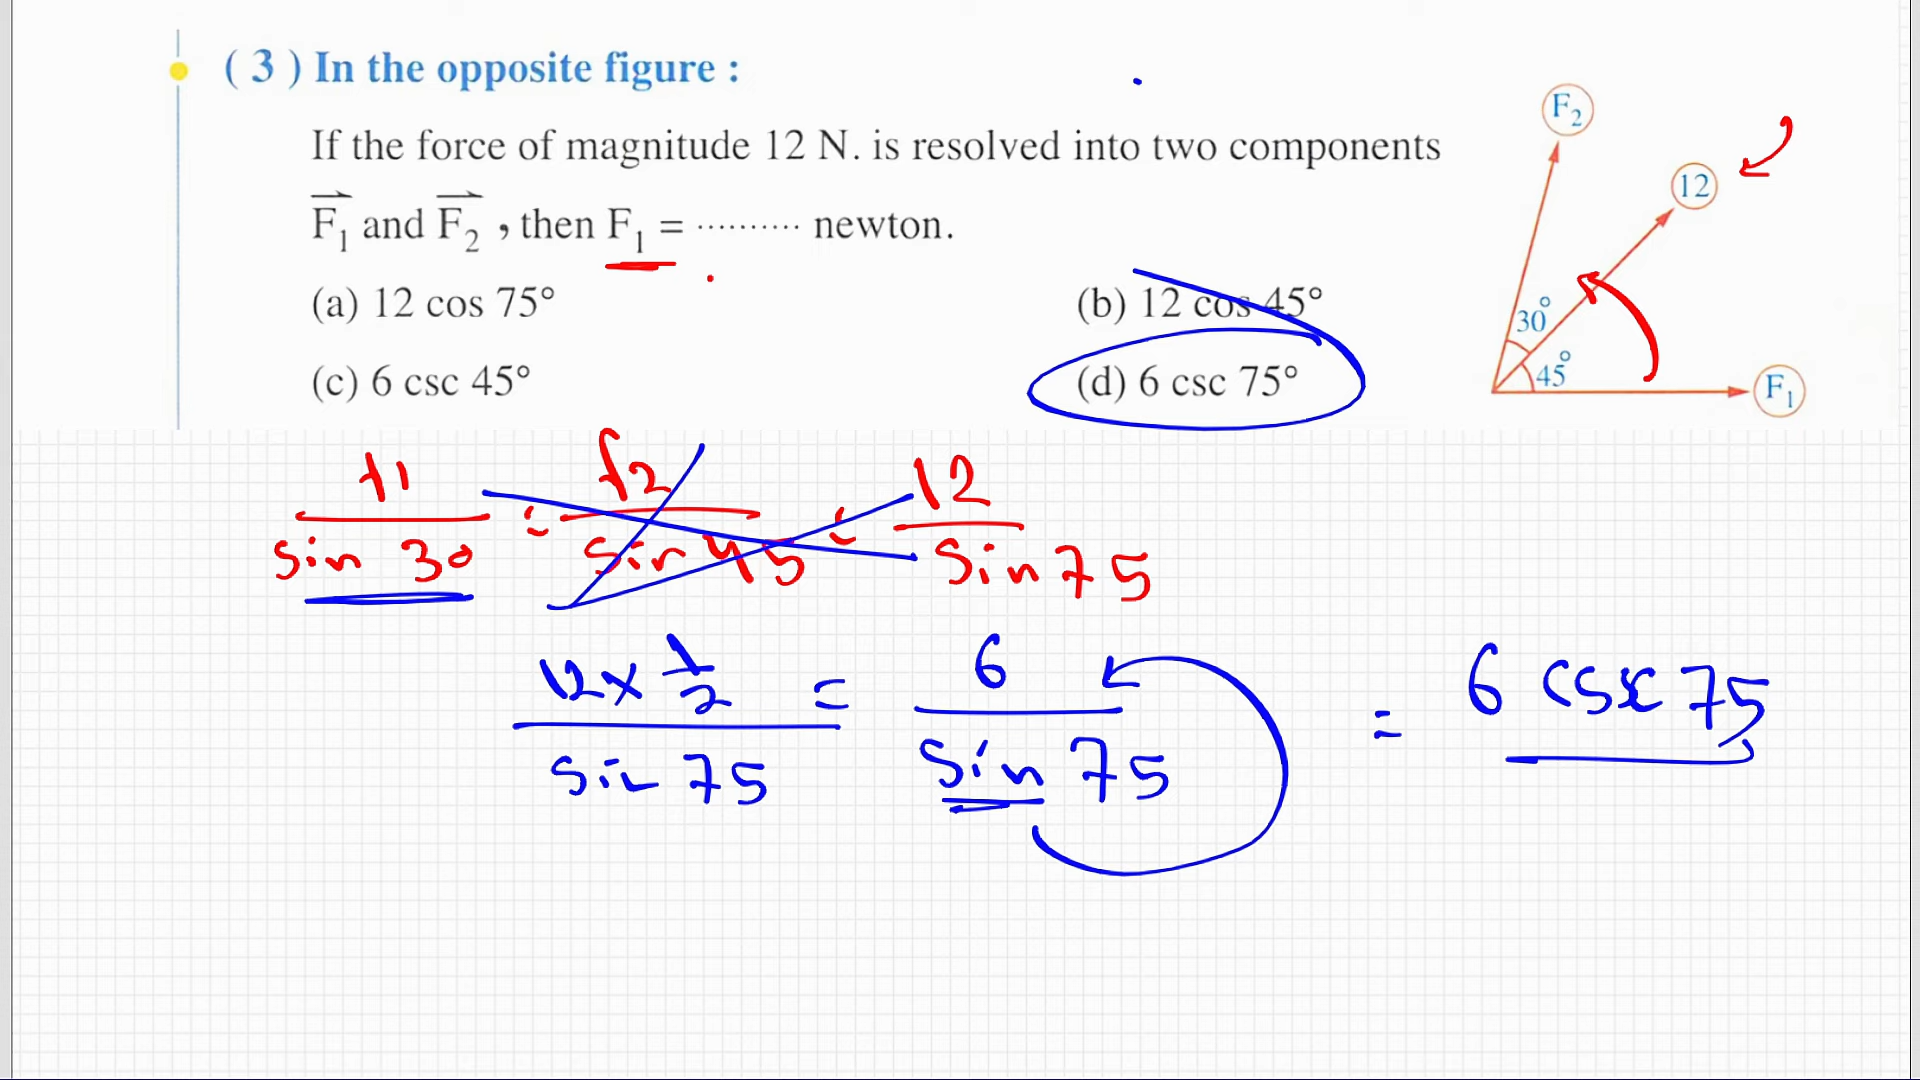 ( 3 ) In the opposite figure :
If the force of magnitude 12 N. is resolved into two components
F₁ and F₂ , then F₁ = ·········· newton.
(a) 12 cos 75°
(b) 12 cos 45°
(c) 6 csc 45°
(d) 6 csc 75°
F₂
12
30°
45°
F₁
f1 / sin 30 = f2 / sin 45 = 12 / sin 75
12 × 1/2 / sin 75 = 6 / sin 75 = 6 csc 75